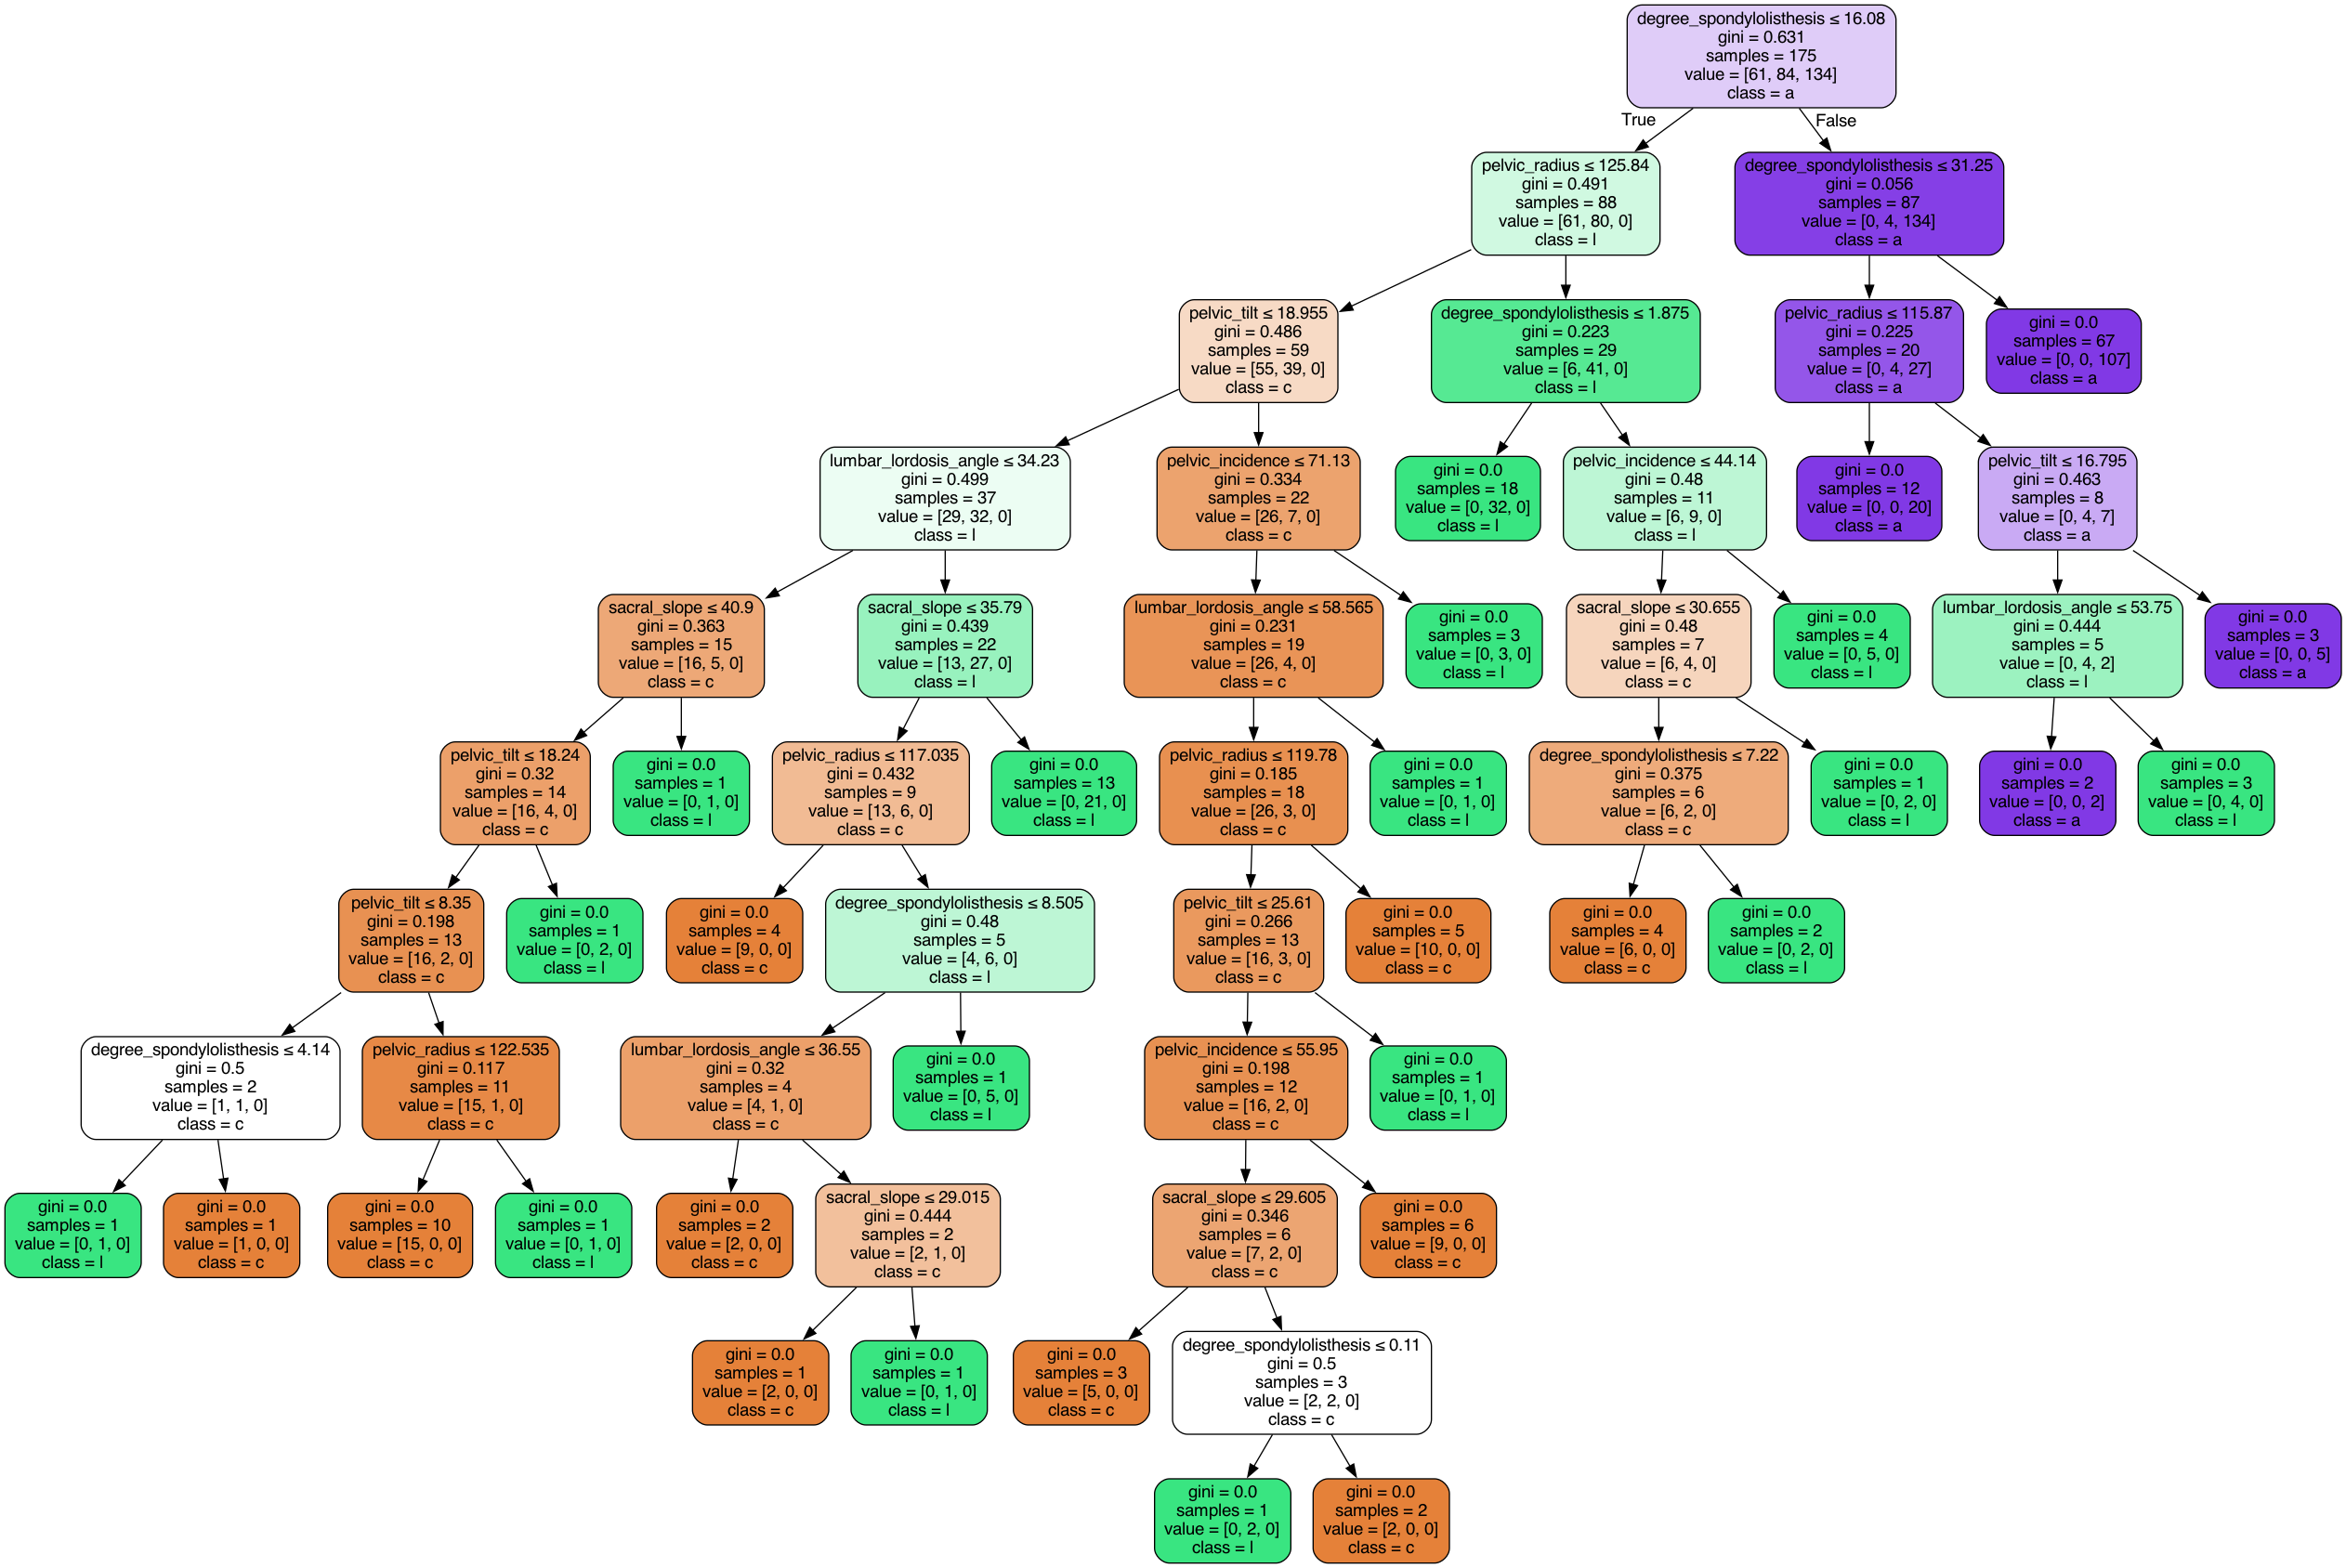 degree_spondylolisthesis ≤ 16.08
gini = 0.631
samples = 175
value = [61, 84, 134]
class = a
True
False
pelvic_radius ≤ 125.84
gini = 0.491
samples = 88
value = [61, 80, 0]
class = l
degree_spondylolisthesis ≤ 31.25
gini = 0.056
samples = 87
value = [0, 4, 134]
class = a
pelvic_tilt ≤ 18.955
gini = 0.486
samples = 59
value = [55, 39, 0]
class = c
degree_spondylolisthesis ≤ 1.875
gini = 0.223
samples = 29
value = [6, 41, 0]
class = l
pelvic_radius ≤ 115.87
gini = 0.225
samples = 20
value = [0, 4, 27]
class = a
gini = 0.0
samples = 67
value = [0, 0, 107]
class = a
lumbar_lordosis_angle ≤ 34.23
gini = 0.499
samples = 37
value = [29, 32, 0]
class = l
pelvic_incidence ≤ 71.13
gini = 0.334
samples = 22
value = [26, 7, 0]
class = c
gini = 0.0
samples = 18
value = [0, 32, 0]
class = l
pelvic_incidence ≤ 44.14
gini = 0.48
samples = 11
value = [6, 9, 0]
class = l
gini = 0.0
samples = 12
value = [0, 0, 20]
class = a
pelvic_tilt ≤ 16.795
gini = 0.463
samples = 8
value = [0, 4, 7]
class = a
sacral_slope ≤ 40.9
gini = 0.363
samples = 15
value = [16, 5, 0]
class = c
sacral_slope ≤ 35.79
gini = 0.439
samples = 22
value = [13, 27, 0]
class = l
lumbar_lordosis_angle ≤ 58.565
gini = 0.231
samples = 19
value = [26, 4, 0]
class = c
gini = 0.0
samples = 3
value = [0, 3, 0]
class = l
sacral_slope ≤ 30.655
gini = 0.48
samples = 7
value = [6, 4, 0]
class = c
gini = 0.0
samples = 4
value = [0, 5, 0]
class = l
lumbar_lordosis_angle ≤ 53.75
gini = 0.444
samples = 5
value = [0, 4, 2]
class = l
gini = 0.0
samples = 3
value = [0, 0, 5]
class = a
pelvic_tilt ≤ 18.24
gini = 0.32
samples = 14
value = [16, 4, 0]
class = c
gini = 0.0
samples = 1
value = [0, 1, 0]
class = l
pelvic_radius ≤ 117.035
gini = 0.432
samples = 9
value = [13, 6, 0]
class = c
gini = 0.0
samples = 13
value = [0, 21, 0]
class = l
pelvic_radius ≤ 119.78
gini = 0.185
samples = 18
value = [26, 3, 0]
class = c
gini = 0.0
samples = 1
value = [0, 1, 0]
class = l
degree_spondylolisthesis ≤ 7.22
gini = 0.375
samples = 6
value = [6, 2, 0]
class = c
gini = 0.0
samples = 1
value = [0, 2, 0]
class = l
gini = 0.0
samples = 2
value = [0, 0, 2]
class = a
gini = 0.0
samples = 3
value = [0, 4, 0]
class = l
pelvic_tilt ≤ 8.35
gini = 0.198
samples = 13
value = [16, 2, 0]
class = c
gini = 0.0
samples = 1
value = [0, 2, 0]
class = l
gini = 0.0
samples = 4
value = [9, 0, 0]
class = c
degree_spondylolisthesis ≤ 8.505
gini = 0.48
samples = 5
value = [4, 6, 0]
class = l
pelvic_tilt ≤ 25.61
gini = 0.266
samples = 13
value = [16, 3, 0]
class = c
gini = 0.0
samples = 5
value = [10, 0, 0]
class = c
gini = 0.0
samples = 4
value = [6, 0, 0]
class = c
gini = 0.0
samples = 2
value = [0, 2, 0]
class = l
degree_spondylolisthesis ≤ 4.14
gini = 0.5
samples = 2
value = [1, 1, 0]
class = c
pelvic_radius ≤ 122.535
gini = 0.117
samples = 11
value = [15, 1, 0]
class = c
lumbar_lordosis_angle ≤ 36.55
gini = 0.32
samples = 4
value = [4, 1, 0]
class = c
gini = 0.0
samples = 1
value = [0, 5, 0]
class = l
pelvic_incidence ≤ 55.95
gini = 0.198
samples = 12
value = [16, 2, 0]
class = c
gini = 0.0
samples = 1
value = [0, 1, 0]
class = l
gini = 0.0
samples = 1
value = [0, 1, 0]
class = l
gini = 0.0
samples = 1
value = [1, 0, 0]
class = c
gini = 0.0
samples = 10
value = [15, 0, 0]
class = c
gini = 0.0
samples = 1
value = [0, 1, 0]
class = l
gini = 0.0
samples = 2
value = [2, 0, 0]
class = c
sacral_slope ≤ 29.015
gini = 0.444
samples = 2
value = [2, 1, 0]
class = c
sacral_slope ≤ 29.605
gini = 0.346
samples = 6
value = [7, 2, 0]
class = c
gini = 0.0
samples = 6
value = [9, 0, 0]
class = c
gini = 0.0
samples = 1
value = [2, 0, 0]
class = c
gini = 0.0
samples = 1
value = [0, 1, 0]
class = l
gini = 0.0
samples = 3
value = [5, 0, 0]
class = c
degree_spondylolisthesis ≤ 0.11
gini = 0.5
samples = 3
value = [2, 2, 0]
class = c
gini = 0.0
samples = 1
value = [0, 2, 0]
class = l
gini = 0.0
samples = 2
value = [2, 0, 0]
class = c